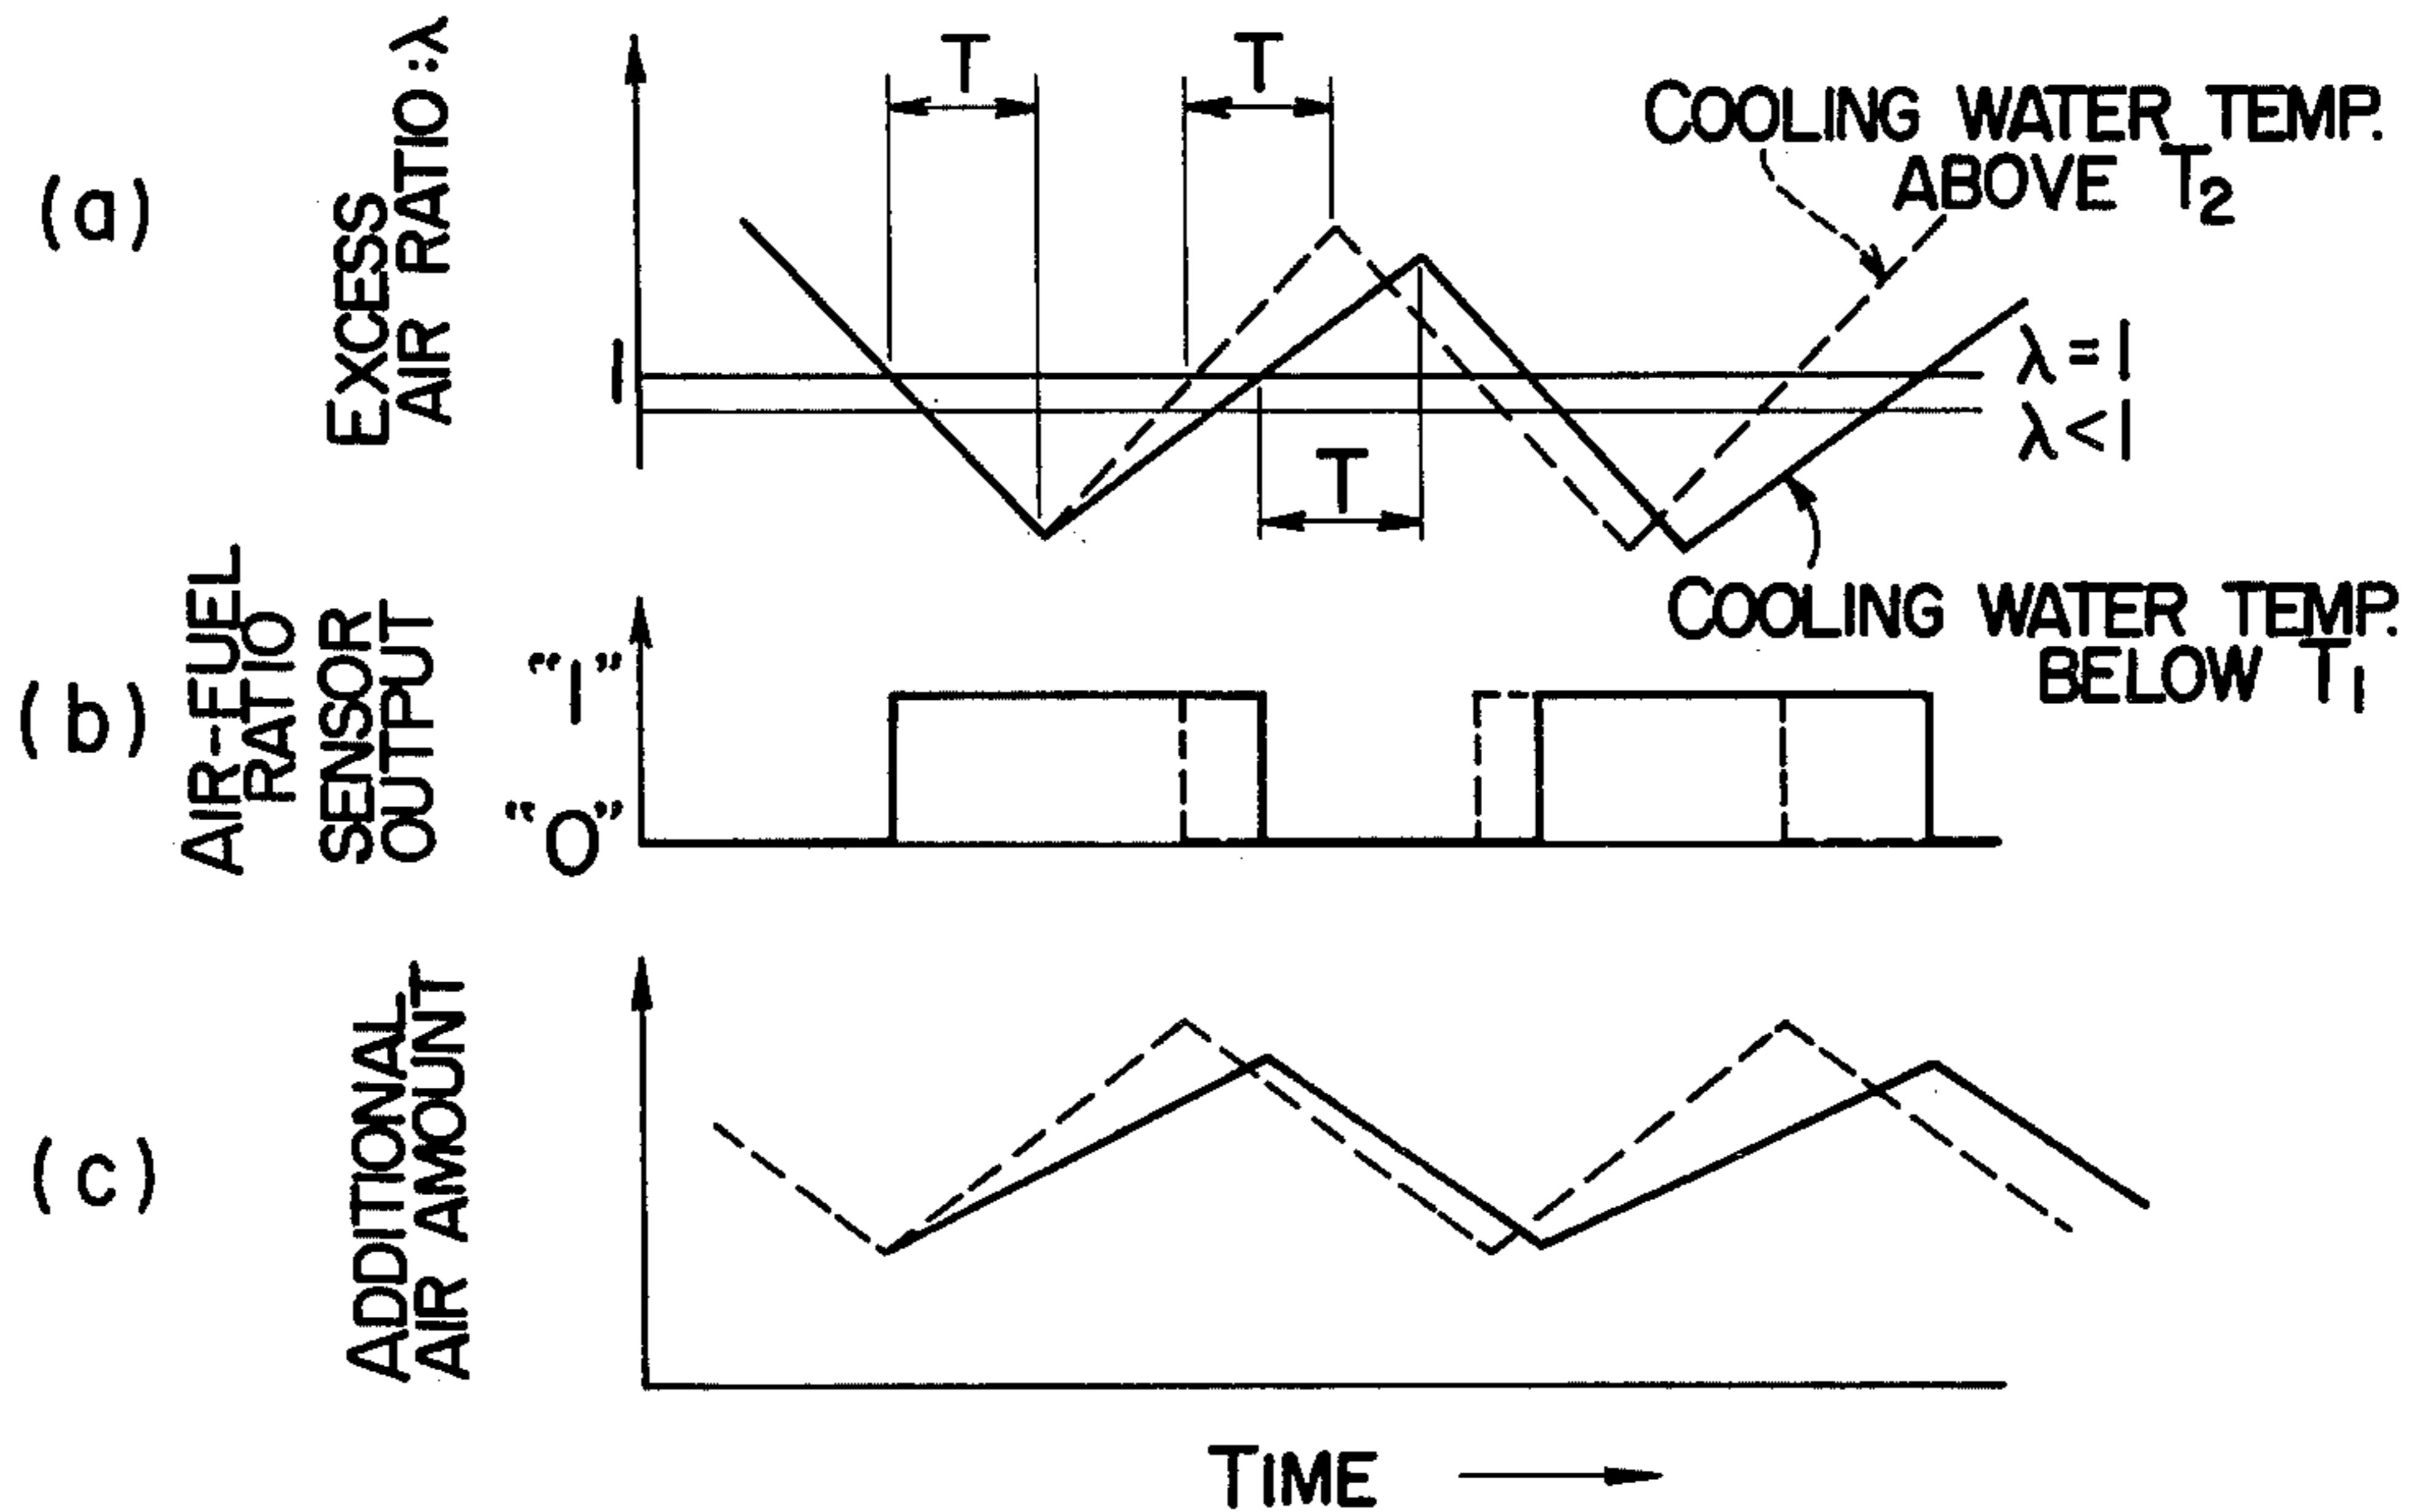 (a)
EXCESS
AIR RATIO:λ
1
T
T
T
COOLING WATER TEMP.
ABOVE T2
λ=1
λ<1
COOLING WATER TEMP.
BELOW T1
(b)
AIR-FUEL
RATIO
SENSOR
OUTPUT
"1"
"0"
(c)
ADDITIONAL
AIR AMOUNT
TIME